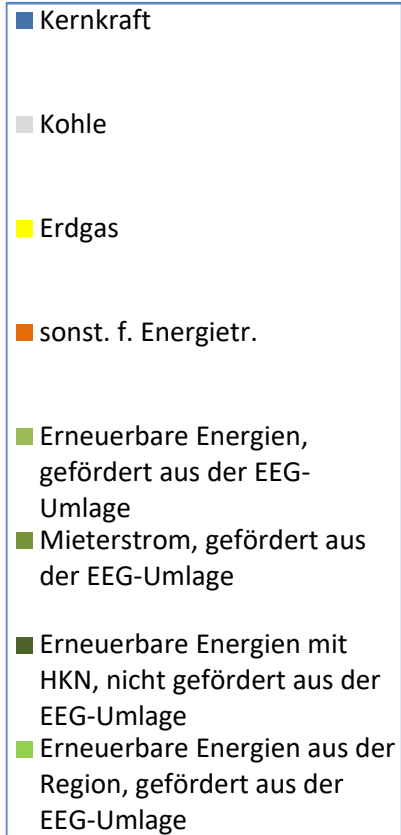 Kernkraft
Kohle
Erdgas
sonst. f. Energietr.
Erneuerbare Energien,
gefördert aus der EEG-
Umlage
Mieterstrom, gefördert aus
der EEG-Umlage
Erneuerbare Energien mit
HKN, nicht gefördert aus der
EEG-Umlage
Erneuerbare Energien aus der
Region, gefördert aus der
EEG-Umlage